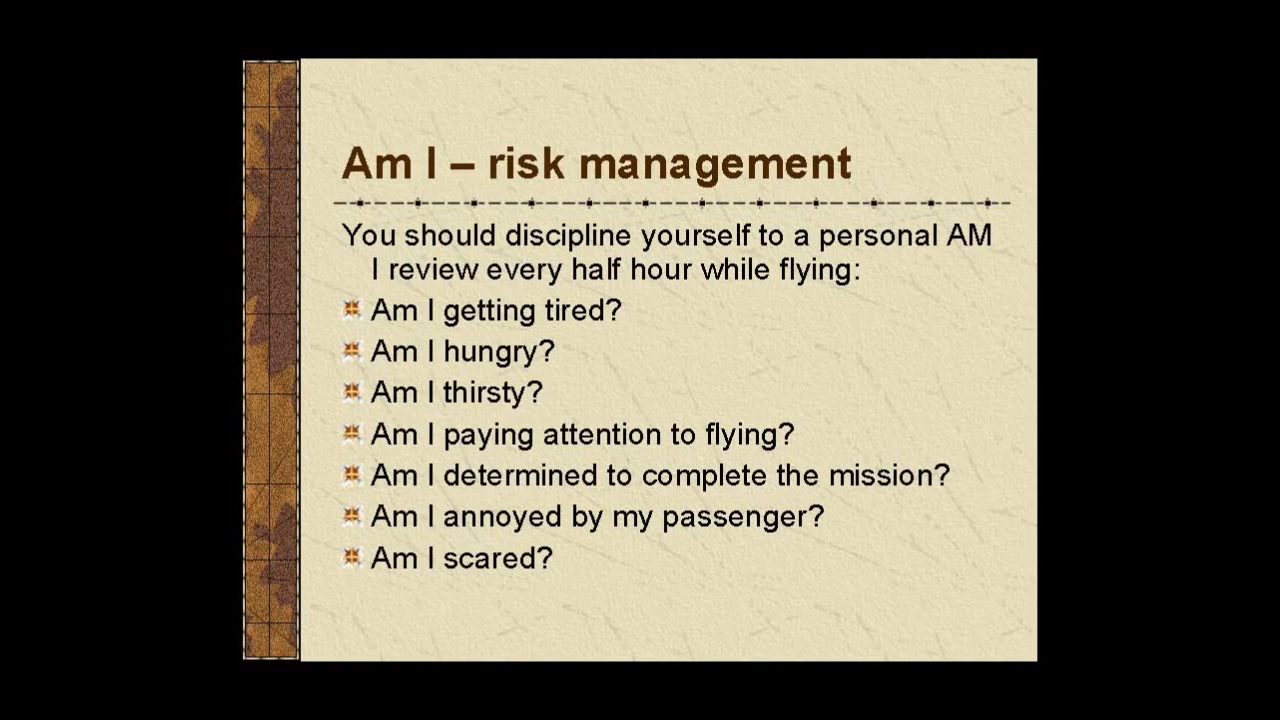 Am I – risk management
You should discipline yourself to a personal AM
I review every half hour while flying:
Am I getting tired?
Am I hungry?
Am I thirsty?
Am I paying attention to flying?
Am I determined to complete the mission?
Am I annoyed by my passenger?
Am I scared?